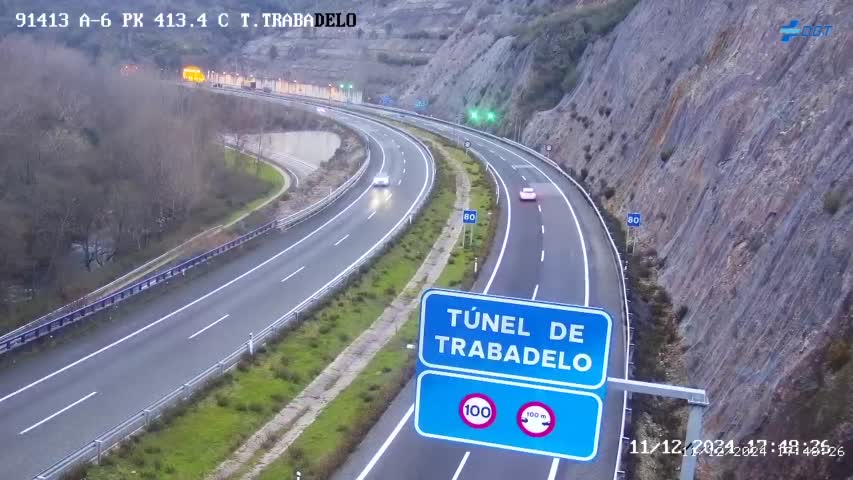 91413 A-6 PK 413.4 C T.TRABADELO
DGT
80
80
TÚNEL DE
TRABADELO
100
100 m
11/12/2024 17:48:26